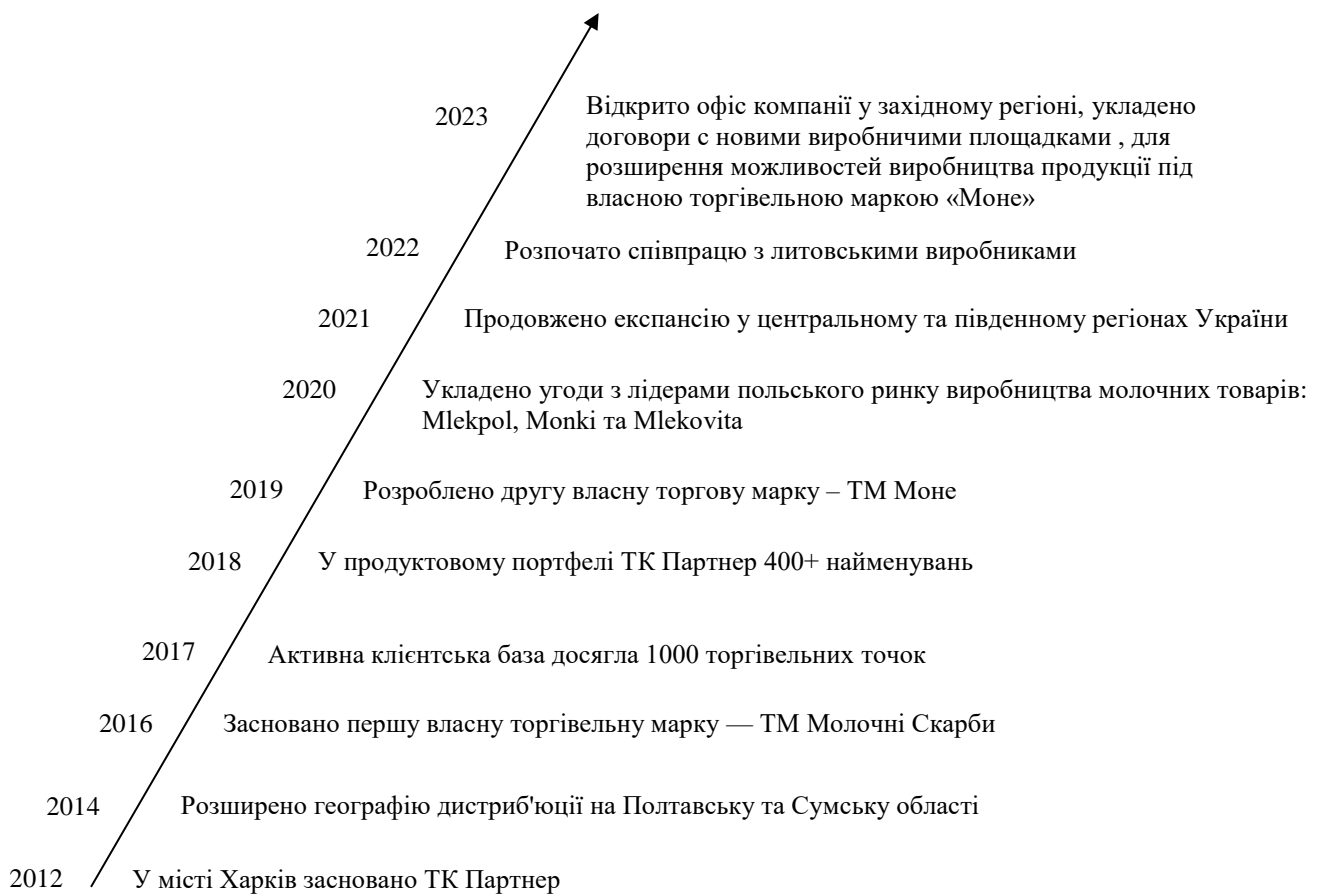 2023 Відкрито офіс компанії у західному регіоні, укладено
договори с новими виробничими площадками , для
розширення можливостей виробництва продукції під
власною торгівельною маркою «Моне»
2022 Розпочато співпрацю з литовськими виробниками
2021 Продовжено експансію у центральному та південному регіонах України
2020 Укладено угоди з лідерами польського ринку виробництва молочних товарів:
Mlekpol, Monki та Mlekovita
2019 Розроблено другу власну торгову марку – ТМ Моне
2018 У продуктовому портфелі ТК Партнер 400+ найменувань
2017 Активна клієнтська база досягла 1000 торгівельних точок
2016 Засновано першу власну торгівельну марку — ТМ Молочні Скарби
2014 Розширено географію дистриб'юції на Полтавську та Сумську області
2012 У місті Харків засновано ТК Партнер